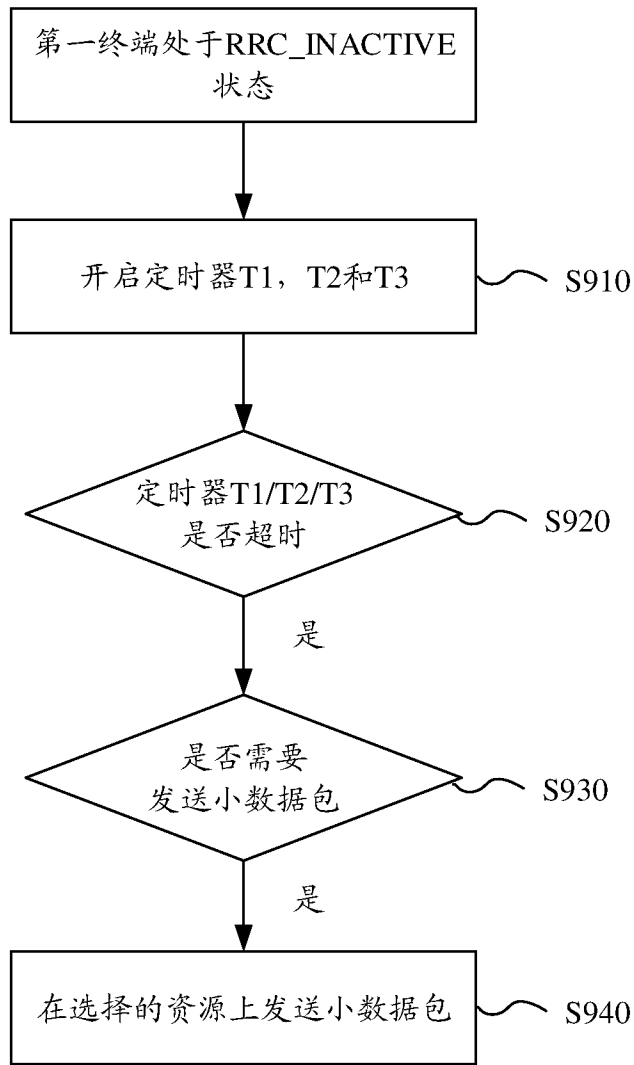 第一终端处于RRC_INACTIVE
状态
开启定时器T1，T2和T3
S910
定时器T1/T2/T3
是否超时
S920
是
是否需要
发送小数据包
S930
是
在选择的资源上发送小数据包
S940